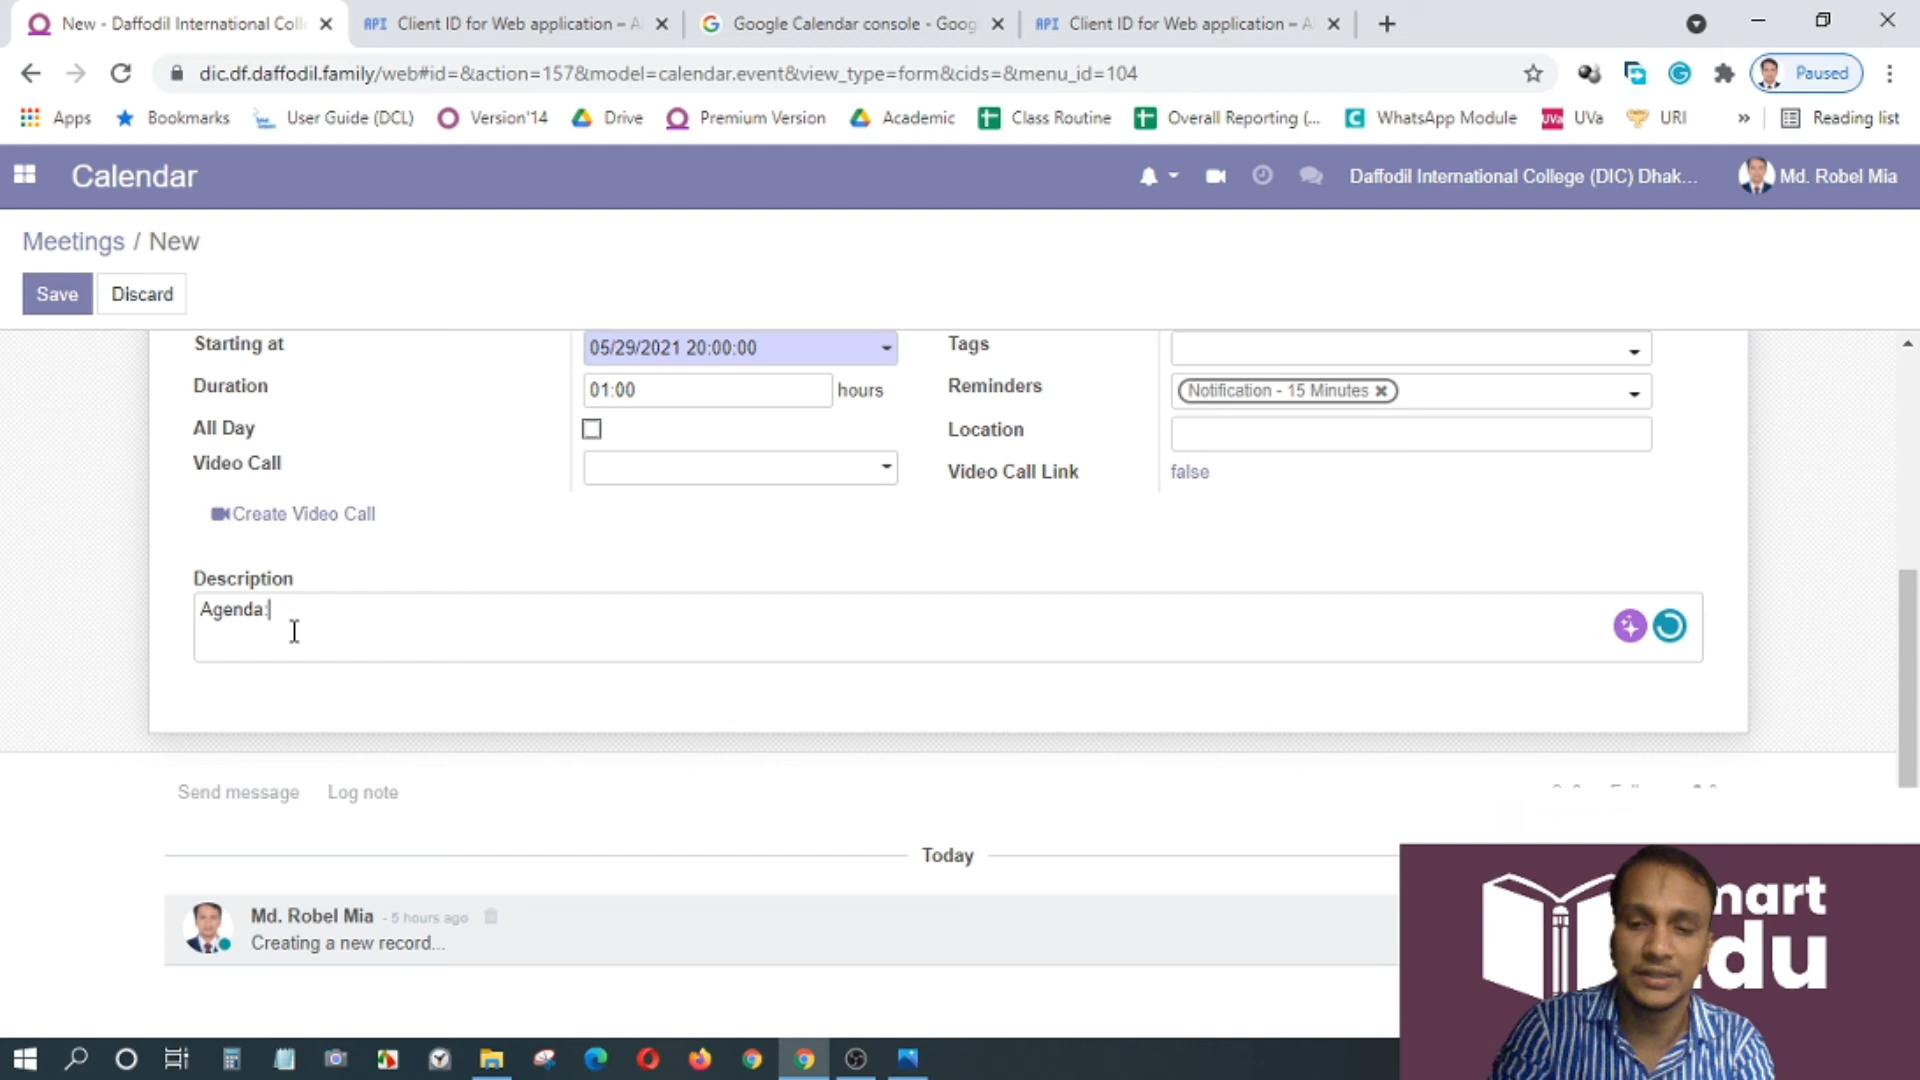 New - Daffodil International Coll
Client ID for Web application – A
Google Calendar console - Goog
Client ID for Web application – A
dic.df.daffodil.family/web#id=&action=157&model=calendar.event&view_type=form&cids=&menu_id=104
Paused
Apps
Bookmarks
User Guide (DCL)
Version'14
Drive
Premium Version
Academic
Class Routine
Overall Reporting (...
WhatsApp Module
UVa
URI
»
Reading list
Calendar
Daffodil International College (DIC) Dhak...
Md. Robel Mia
Meetings / New
Save
Discard
Starting at
05/29/2021 20:00:00
Tags
Duration
01:00
hours
Reminders
Notification - 15 Minutes
All Day
Location
Video Call
Video Call Link
false
Create Video Call
Description
Agenda:
Send message
Log note
Today
Md. Robel Mia
- 5 hours ago
Creating a new record...
mart
du